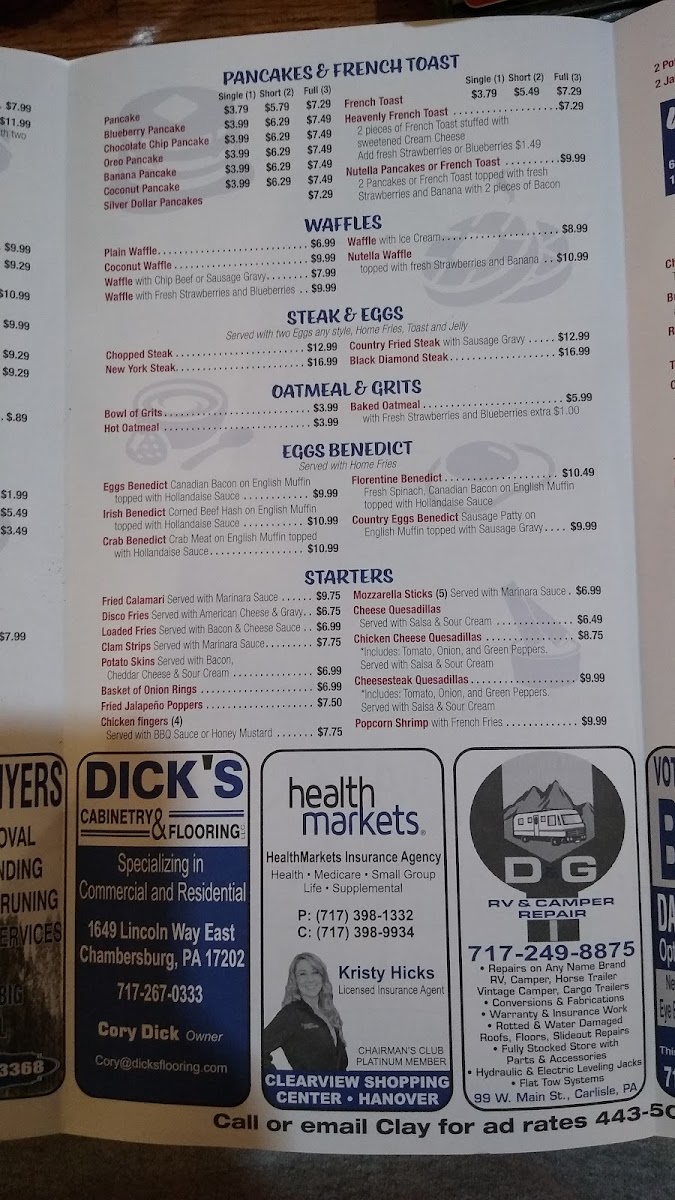 $7.99
$11.99
th two
$9.99
$9.29
$10.99
$9.99
$9.29
$9.29
. $.89
$1.99
$5.49
$3.49
$7.99
PANCAKES & FRENCH TOAST
Single (1) Short (2) Full (3)
Pancake $3.79 $5.79 $7.29
Blueberry Pancake $3.99 $6.29 $7.49
Chocolate Chip Pancake $3.99 $6.29 $7.49
Oreo Pancake $3.99 $6.29 $7.49
Banana Pancake $3.99 $6.29 $7.49
Coconut Pancake $3.99 $6.29 $7.49
Silver Dollar Pancakes $7.29
Single (1) Short (2) Full (3)
French Toast $3.79 $5.49 $7.29
Heavenly French Toast $7.29
2 pieces of French Toast stuffed with
sweetened Cream Cheese
Add fresh Strawberries or Blueberries $1.49
Nutella Pancakes or French Toast $9.99
2 Pancakes or French Toast topped with fresh
Strawberries and Banana with 2 pieces of Bacon
WAFFLES
Plain Waffle $6.99
Coconut Waffle $9.99
Waffle with Chip Beef or Sausage Gravy $7.99
Waffle with Fresh Strawberries and Blueberries $9.99
Waffle with Ice Cream $8.99
Nutella Waffle
topped with fresh Strawberries and Banana $10.99
STEAK & EGGS
Served with two Eggs any style, Home Fries, Toast and Jelly
Chopped Steak $12.99
New York Steak $16.99
Country Fried Steak with Sausage Gravy $12.99
Black Diamond Steak $16.99
OATMEAL & GRITS
Bowl of Grits $3.99
Hot Oatmeal $3.99
Baked Oatmeal $5.99
with Fresh Strawberries and Blueberries extra $1.00
EGGS BENEDICT
Served with Home Fries
Eggs Benedict Canadian Bacon on English Muffin
topped with Hollandaise Sauce $9.99
Irish Benedict Corned Beef Hash on English Muffin
topped with Hollandaise Sauce $10.99
Crab Benedict Crab Meat on English Muffin topped
with Hollandaise Sauce $10.99
Florentine Benedict $10.49
Fresh Spinach, Canadian Bacon on English Muffin
topped with Hollandaise Sauce
Country Eggs Benedict Sausage Patty on
English Muffin topped with Sausage Gravy $9.99
STARTERS
Fried Calamari Served with Marinara Sauce $9.75
Disco Fries Served with American Cheese & Gravy $6.75
Loaded Fries Served with Bacon & Cheese Sauce $6.99
Clam Strips Served with Marinara Sauce $7.75
Potato Skins Served with Bacon,
Cheddar Cheese & Sour Cream $6.99
Basket of Onion Rings $6.99
Fried Jalapeño Poppers $7.50
Chicken fingers (4)
Served with BBQ Sauce or Honey Mustard $7.75
Mozzarella Sticks (5) Served with Marinara Sauce $6.99
Cheese Quesadillas
Served with Salsa & Sour Cream $6.49
Chicken Cheese Quesadillas $8.75
*Includes: Tomato, Onion, and Green Peppers.
Served with Salsa & Sour Cream
Cheesesteak Quesadillas $9.99
*Includes: Tomato, Onion, and Green Peppers.
Served with Salsa & Sour Cream
Popcorn Shrimp with French Fries $9.99
2 Po
2 Ja
YERS
OVAL
NDING
RUNING
ERVICES
BIG
3368
DICK'S
CABINETRY & FLOORING LLC
Specializing in
Commercial and Residential
1649 Lincoln Way East
Chambersburg, PA 17202
717-267-0333
Cory Dick Owner
Cory@dicksflooring.com
health
markets®
HealthMarkets Insurance Agency
Health • Medicare • Small Group
Life • Supplemental
P: (717) 398-1332
C: (717) 398-9934
Kristy Hicks
Licensed Insurance Agent
CHAIRMAN'S CLUB
PLATINUM MEMBER
CLEARVIEW SHOPPING
CENTER • HANOVER
D&G
RV & CAMPER
REPAIR
717-249-8875
• Repairs on Any Name Brand
RV, Camper, Horse Trailer
Vintage Camper, Cargo Trailers
• Conversions & Fabrications
• Warranty & Insurance Work
• Rotted & Water Damaged
Roofs, Floors, Slideout Repairs
• Fully Stocked Store with
Parts & Accessories
• Hydraulic & Electric Leveling Jacks
• Flat Tow Systems
99 W. Main St., Carlisle, PA
VOT
DA
Opt
Ne
Eye E
This
Call or email Clay for ad rates 443-50